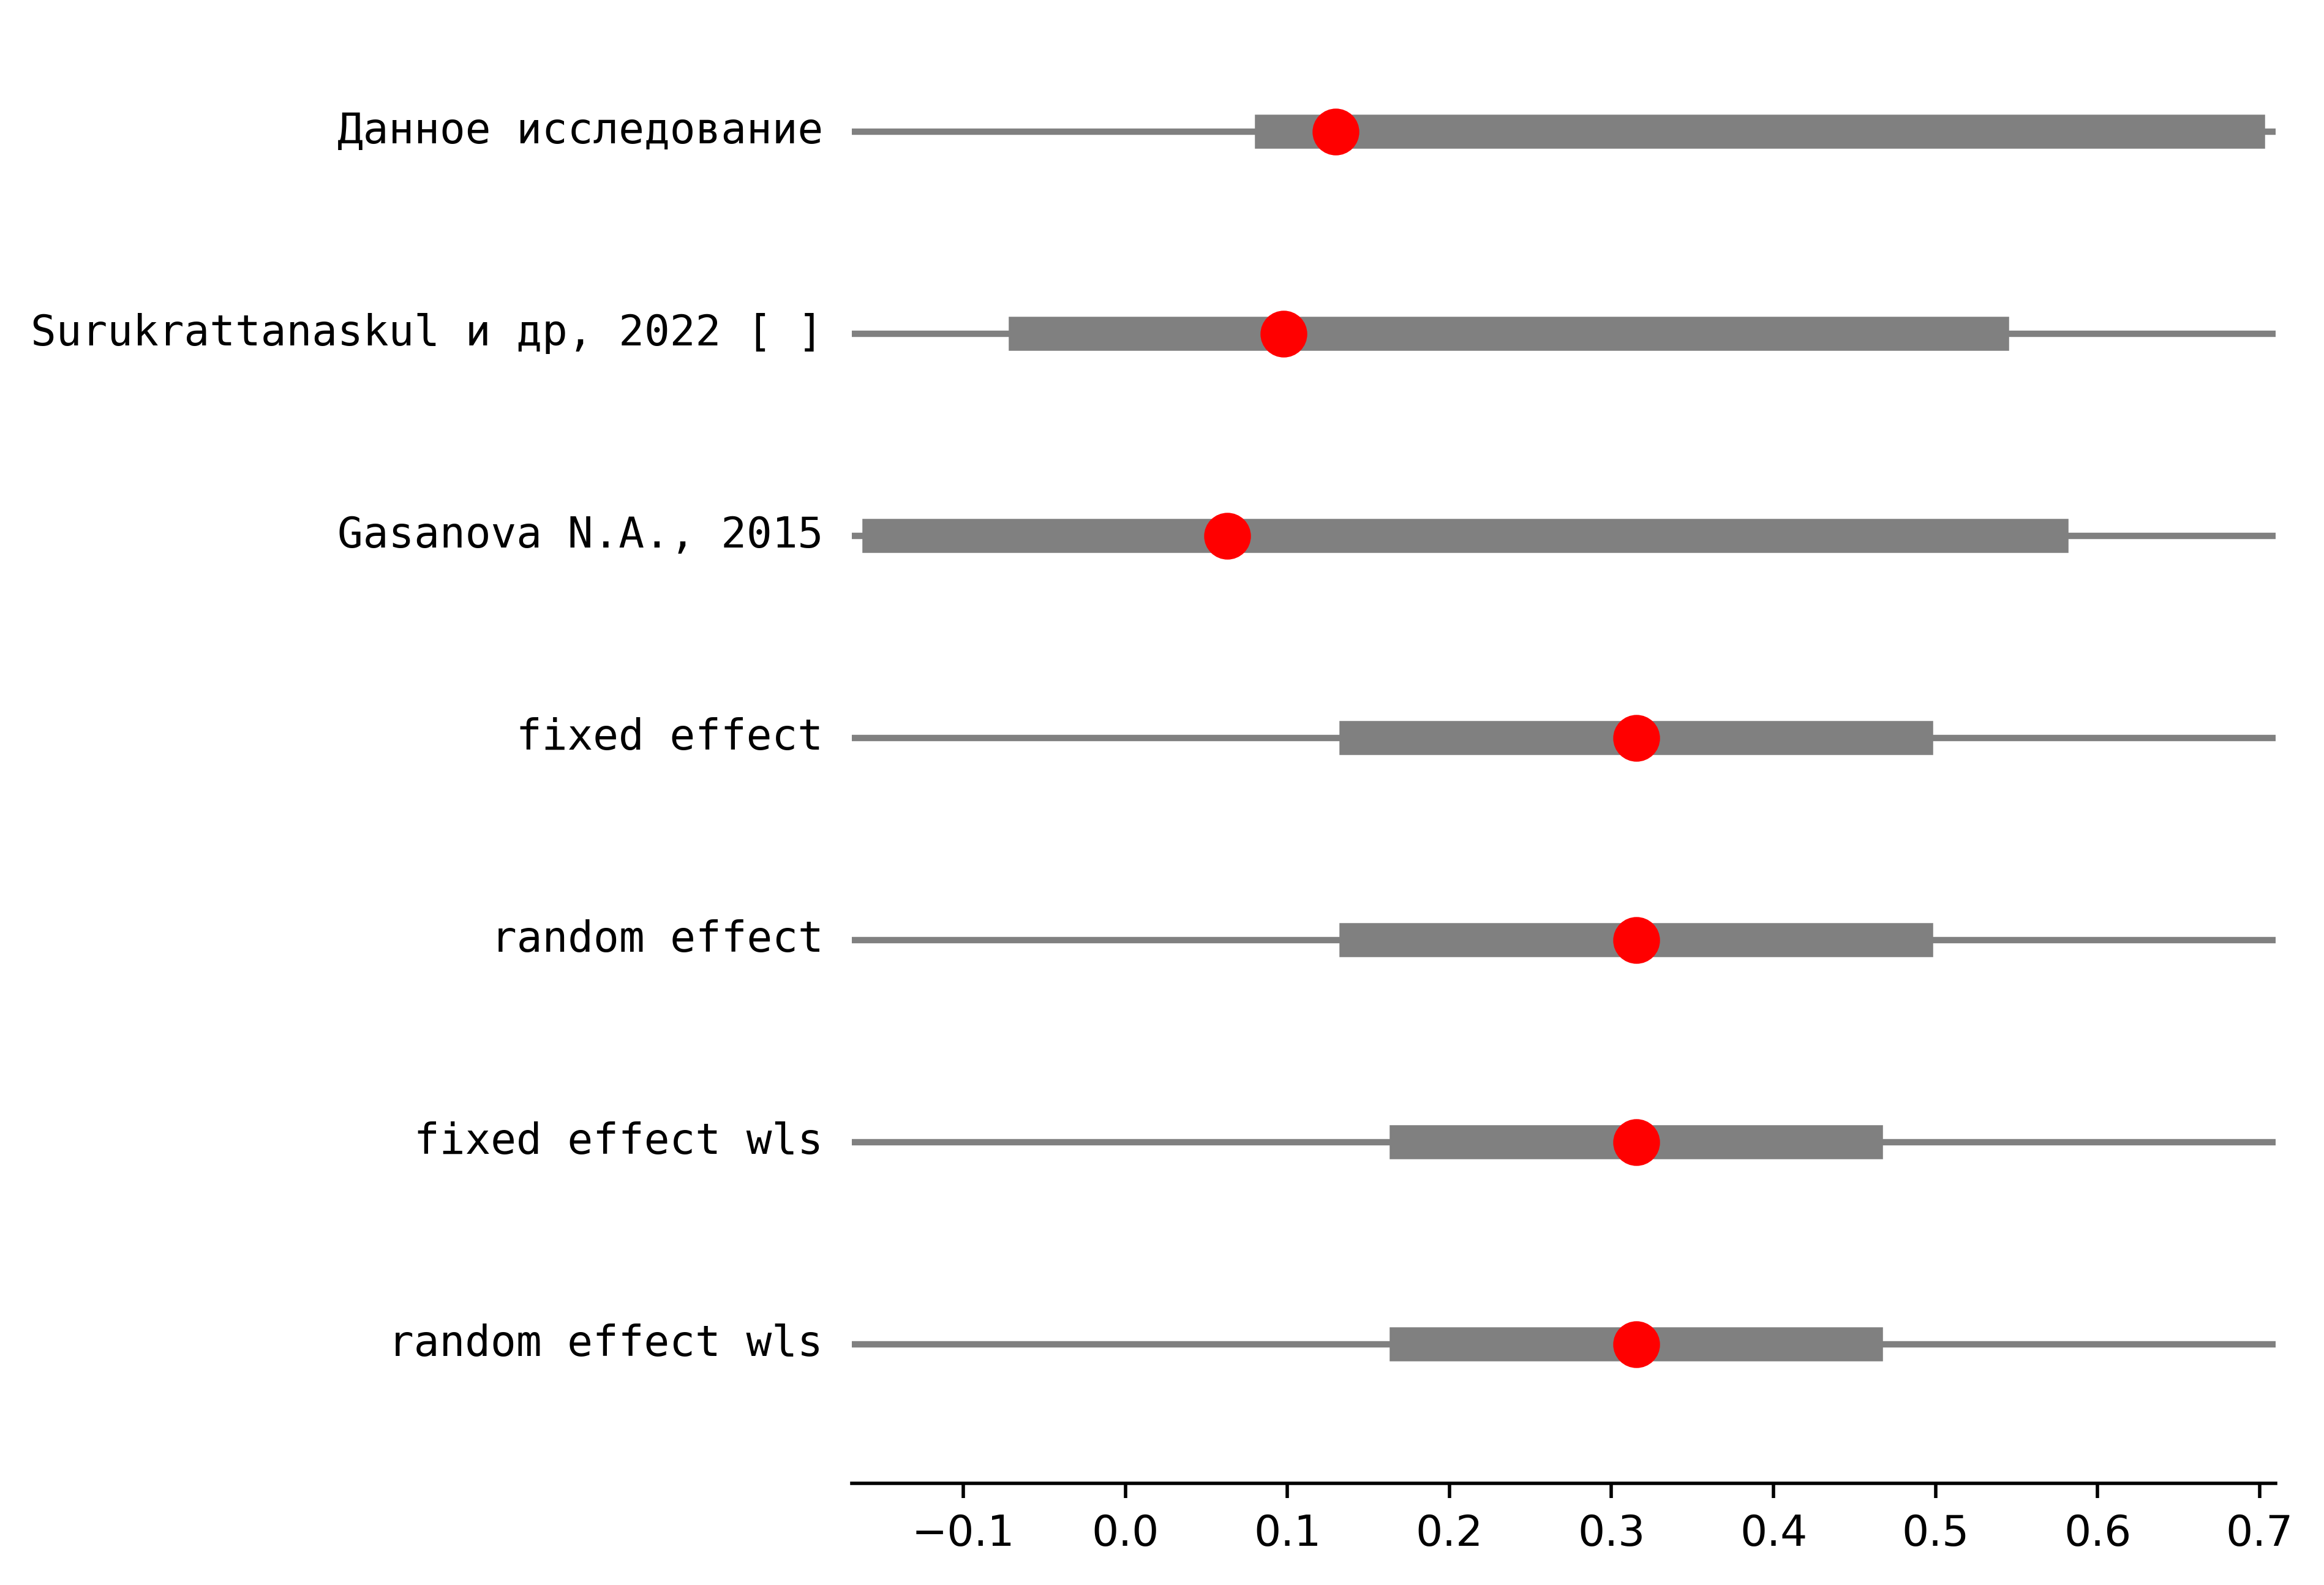 Данное исследование
Surukrattanaskul и др, 2022 [ ]
Gasanova N.A., 2015
fixed effect
random effect
fixed effect wls
random effect wls
−0.1 0.0 0.1 0.2 0.3 0.4 0.5 0.6 0.7